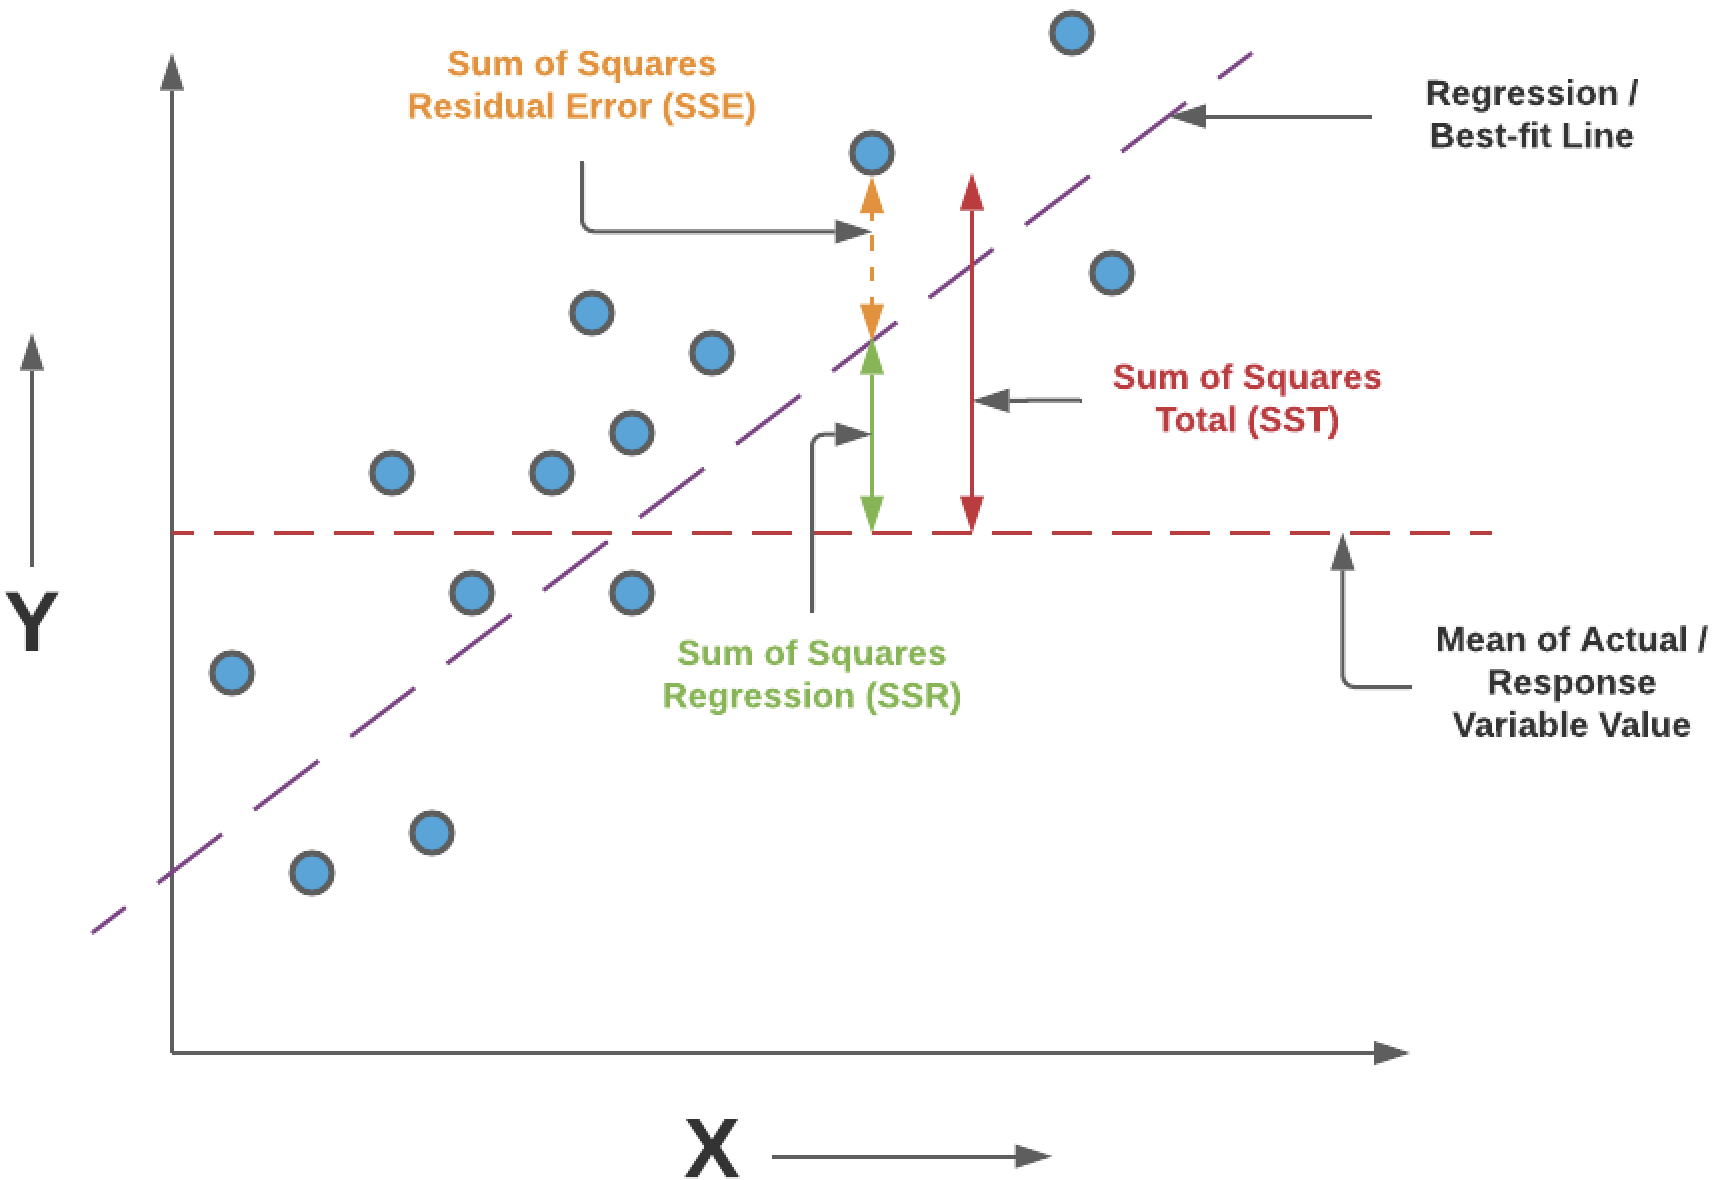 Sum of Squares
Residual Error (SSE)
Regression /
Best-fit Line
Sum of Squares
Total (SST)
Y
Sum of Squares
Regression (SSR)
Mean of Actual /
Response
Variable Value
X